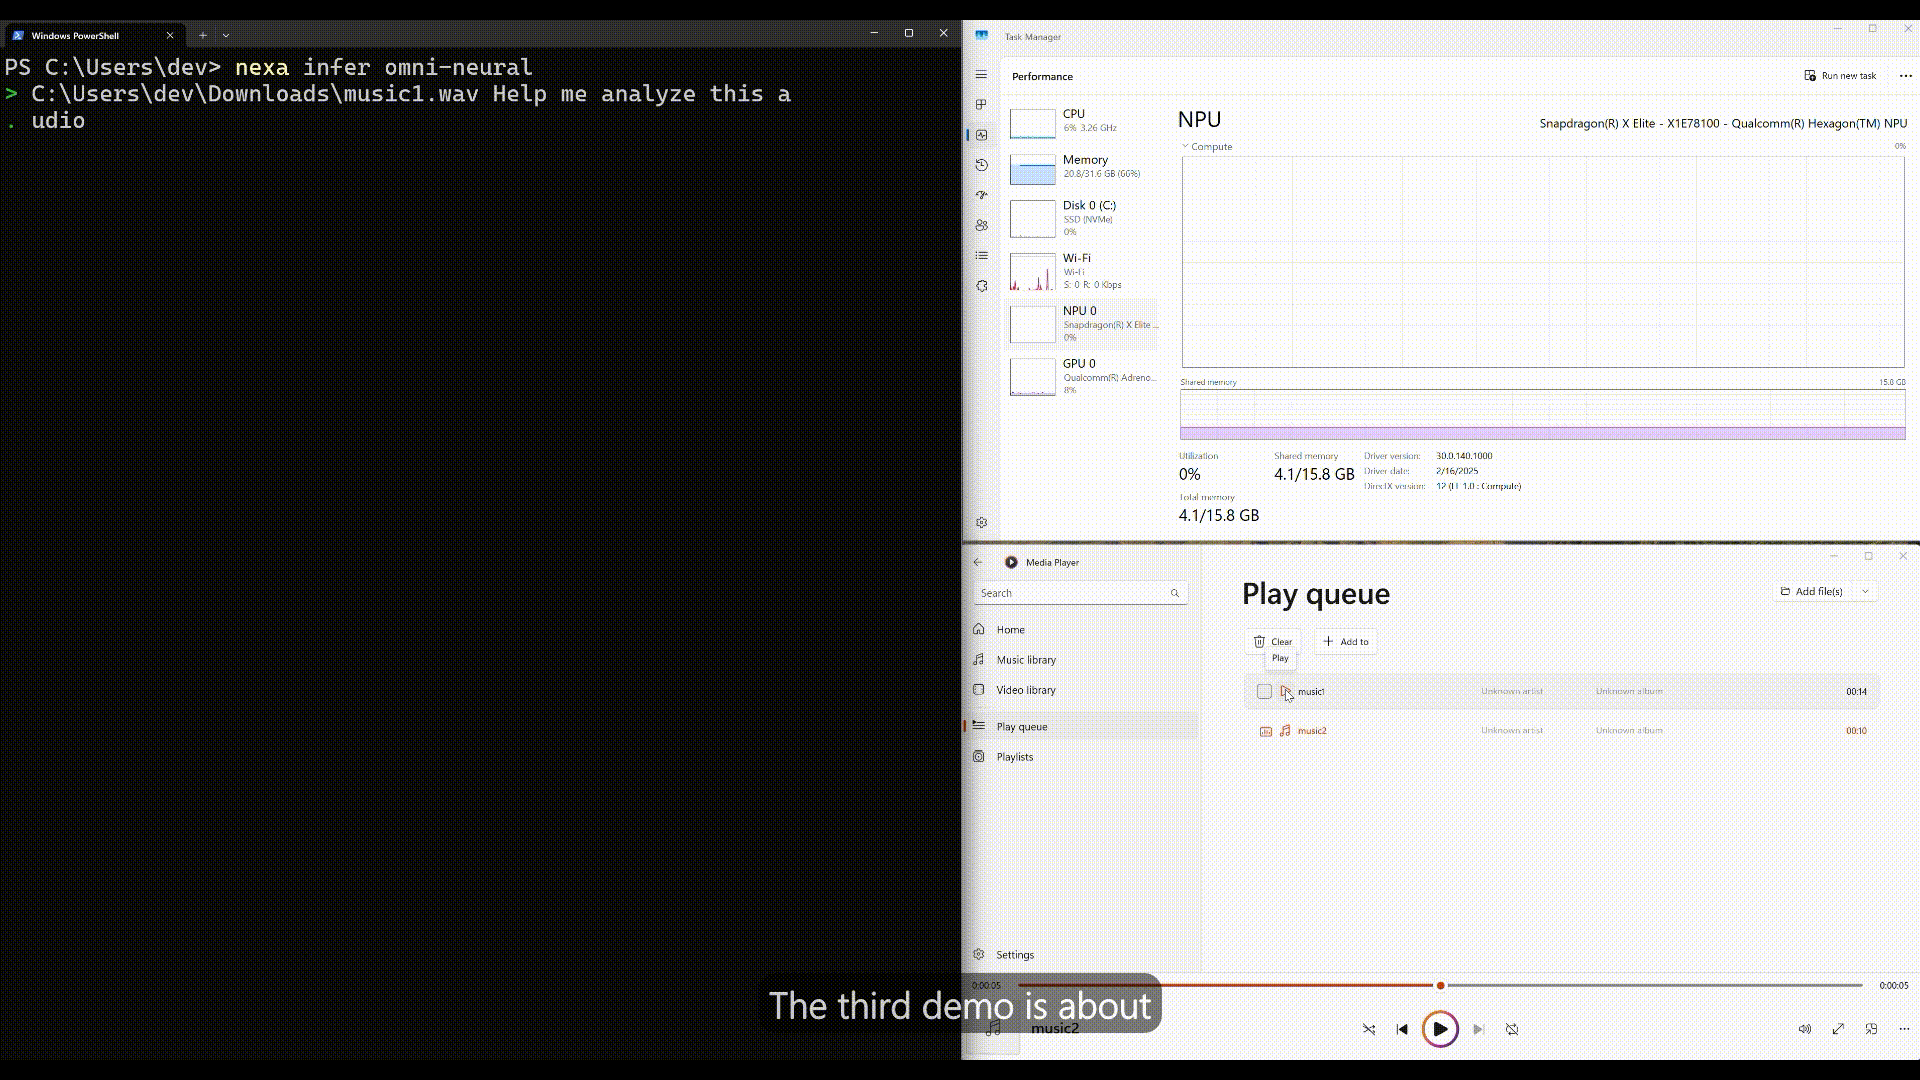 Windows PowerShell
PS C:\Users\dev> nexa infer omni-neural
> C:\Users\dev\Downloads\music1.wav Help me analyze this a
. udio
Task Manager
Performance
Run new task
CPU
6% 3.26 GHz
Memory
20.8/31.6 GB (66%)
Disk 0 (C:)
SSD (NVMe)
0%
Wi-Fi
Wi-Fi
S: 0 R: 0 Kbps
NPU 0
Snapdragon(R) X Elite ...
0%
GPU 0
Qualcomm(R) Adreno...
8%
NPU
Snapdragon(R) X Elite - X1E78100 - Qualcomm(R) Hexagon(TM) NPU
Compute
0%
Shared memory
15.8 GB
Utilization
0%
Shared memory
4.1/15.8 GB
Driver version: 30.0.140.1000
Driver date: 2/16/2025
DirectX version: 12 (FL 1.0 : Compute)
Total memory
4.1/15.8 GB
Media Player
Search
Home
Music library
Video library
Play queue
Playlists
Settings
Play queue
Add file(s)
Clear
Add to
Play
music1 Unknown artist Unknown album 00:14
music2 Unknown artist Unknown album 00:10
0:00:05
0:00:05
music2
The third demo is about